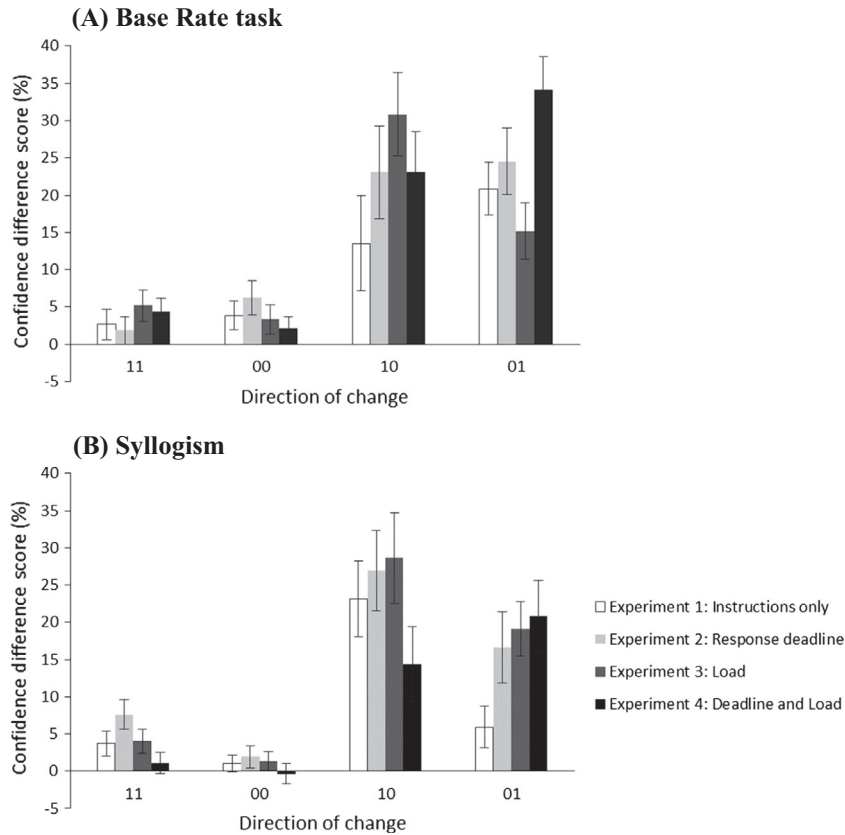 (A) Base Rate task
Confidence difference score (%)
40
35
30
25
20
15
10
5
0
-5
11 00 10 01
Direction of change
(B) Syllogism
Confidence difference score (%)
40
35
30
25
20
15
10
5
0
-5
11 00 10 01
Direction of change
Experiment 1: Instructions only
Experiment 2: Response deadline
Experiment 3: Load
Experiment 4: Deadline and Load